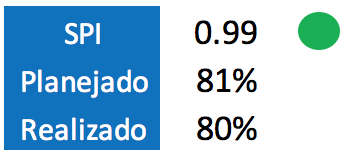 SPI 0.99
Planejado 81%
Realizado 80%